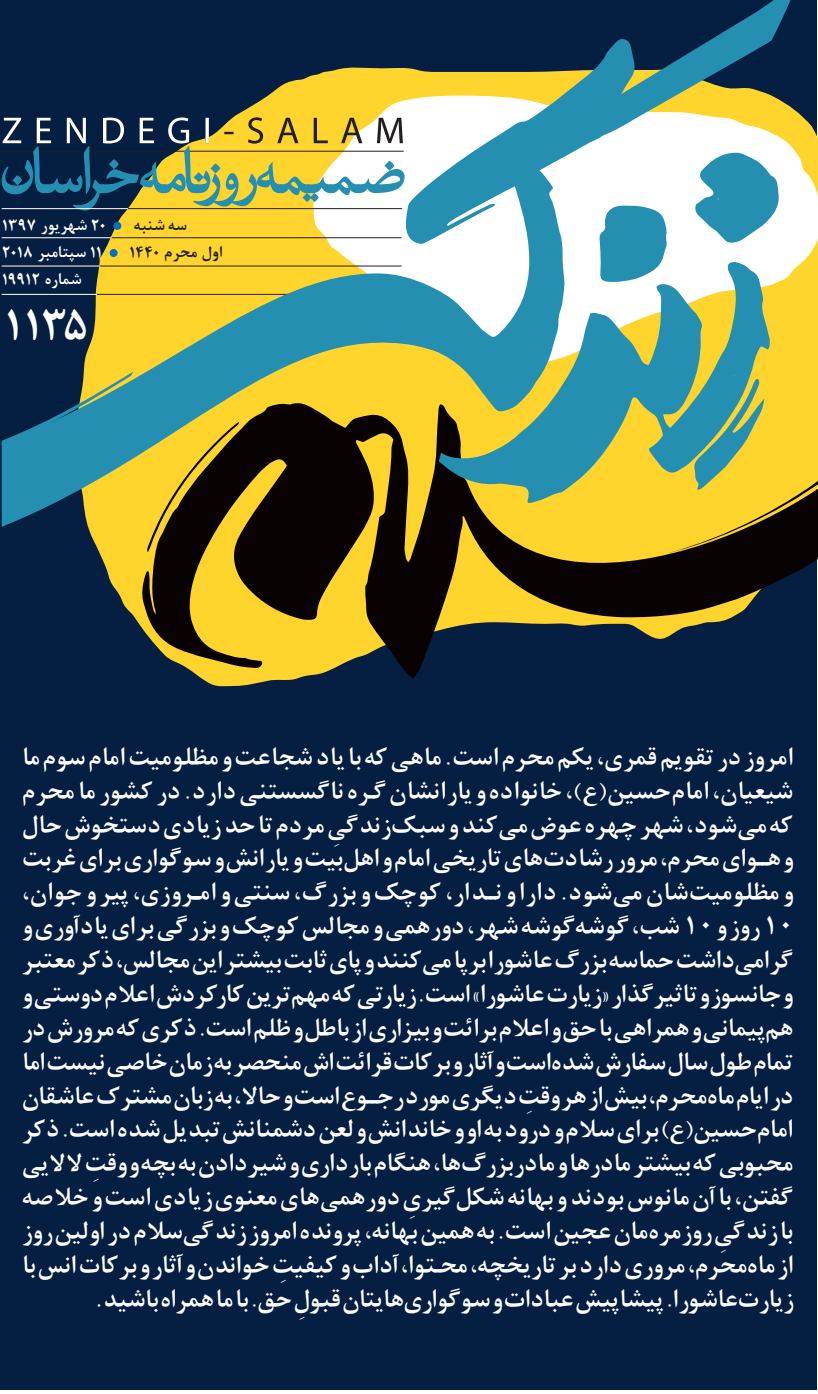 ZENDEGI-SALAM
ضمیمه روزنامه خراسان
سه شنبه • ۲۰ شهریور ۱۳۹۷
اول محرم ۱۴۴۰ • ۱۱ سپتامبر ۲۰۱۸
شماره ۱۹۹۱۲
۱۱۳۵
زندگی
سلام
امروز در تقویم قمری، یکم محرم است. ماهی که با یاد شجاعت و مظلومیت امام سوم ما
شیعیان، امام حسین(ع)، خانواده و یارانشان گره ناگسستنی دارد. در کشور ما محرم
که می‌شود، شهر چهره عوض می‌کند و سبک زندگیِ مردم تا حد زیادی دستخوش حال
و هــوای محرم، مرور رشادت‌های تاریخی امام و اهل‌بیت و یارانش و سوگواری برای غربت
و مظلومیت‌شان می‌شود. دارا و نــدار، کوچک و بزرگ، سنتی و امـروزی، پیر و جوان،
۱۰ روز و ۱۰ شب، گوشه گوشه شهر، دورهمی و مجالس کوچک و بزرگی برای یادآوری و
گرامی‌داشت حماسه بزرگ عاشورا برپا می‌کنند و پای ثابت بیشتر این مجالس، ذکر معتبر
و جانسوز و تاثیرگذار «زیارت عاشورا» است. زیارتی که مهم‌ترین کارکردش اعلام دوستی و
هم‌پیمانی و همراهی با حق و اعلام برائت و بیزاری از باطل و ظلم است. ذکری که مرورش در
تمام طول سال سفارش شده‌است و آثار و برکات قرائت‌اش منحصر به زمان خاصی نیست اما
در ایام ماه محرم، بیش از هر وقتِ دیگری مورد رجــوع است و حالا، به زبان مشترک عاشقان
امام حسین(ع) برای سلام و درود به او و خاندانش و لعن دشمنانش تبدیل شده است. ذکر
محبوبی که بیشتر مادرها و مادربزرگ‌ها، هنگام بارداری و شیر دادن به بچه و وقتِ لالایی
گفتن، با آن مانوس بودند و بهانه شکل‌گیریِ دورهمی‌های معنوی زیادی است و خلاصه
با زندگیِ روزمره‌مان عجین است. به همین بهانه، پرونده امروز زندگی‌سلام در اولین روز
از ماه محرم، مروری دارد بر تاریخچه، محتوا، آداب و کیفیتِ خواندن و آثار و برکات انس با
زیارت عاشورا. پیشاپیش عبادات و سوگواری‌هایتان قبولِ حق. با ما همراه باشید.